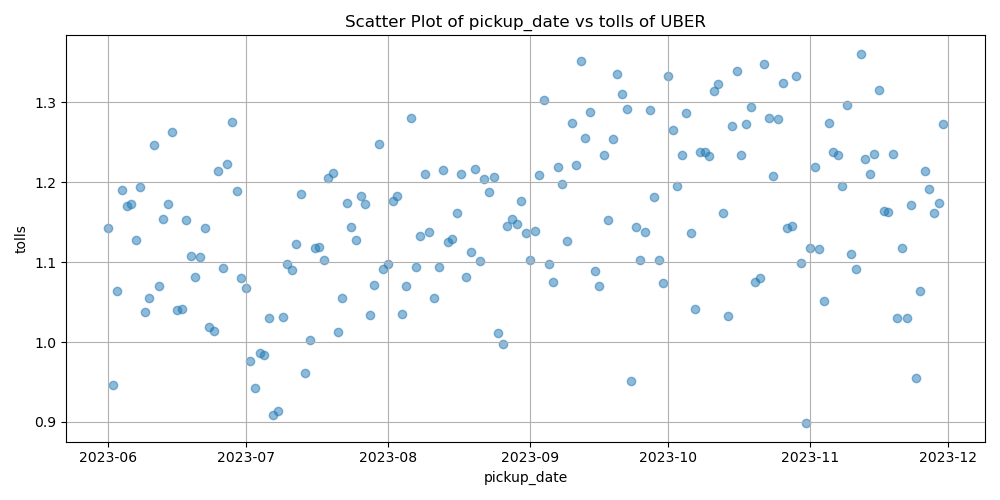 Scatter Plot of pickup_date vs tolls of UBER
1.3
1.2
1.1
1.0
0.9
tolls
2023-06 2023-07 2023-08 2023-09 2023-10 2023-11 2023-12
pickup_date